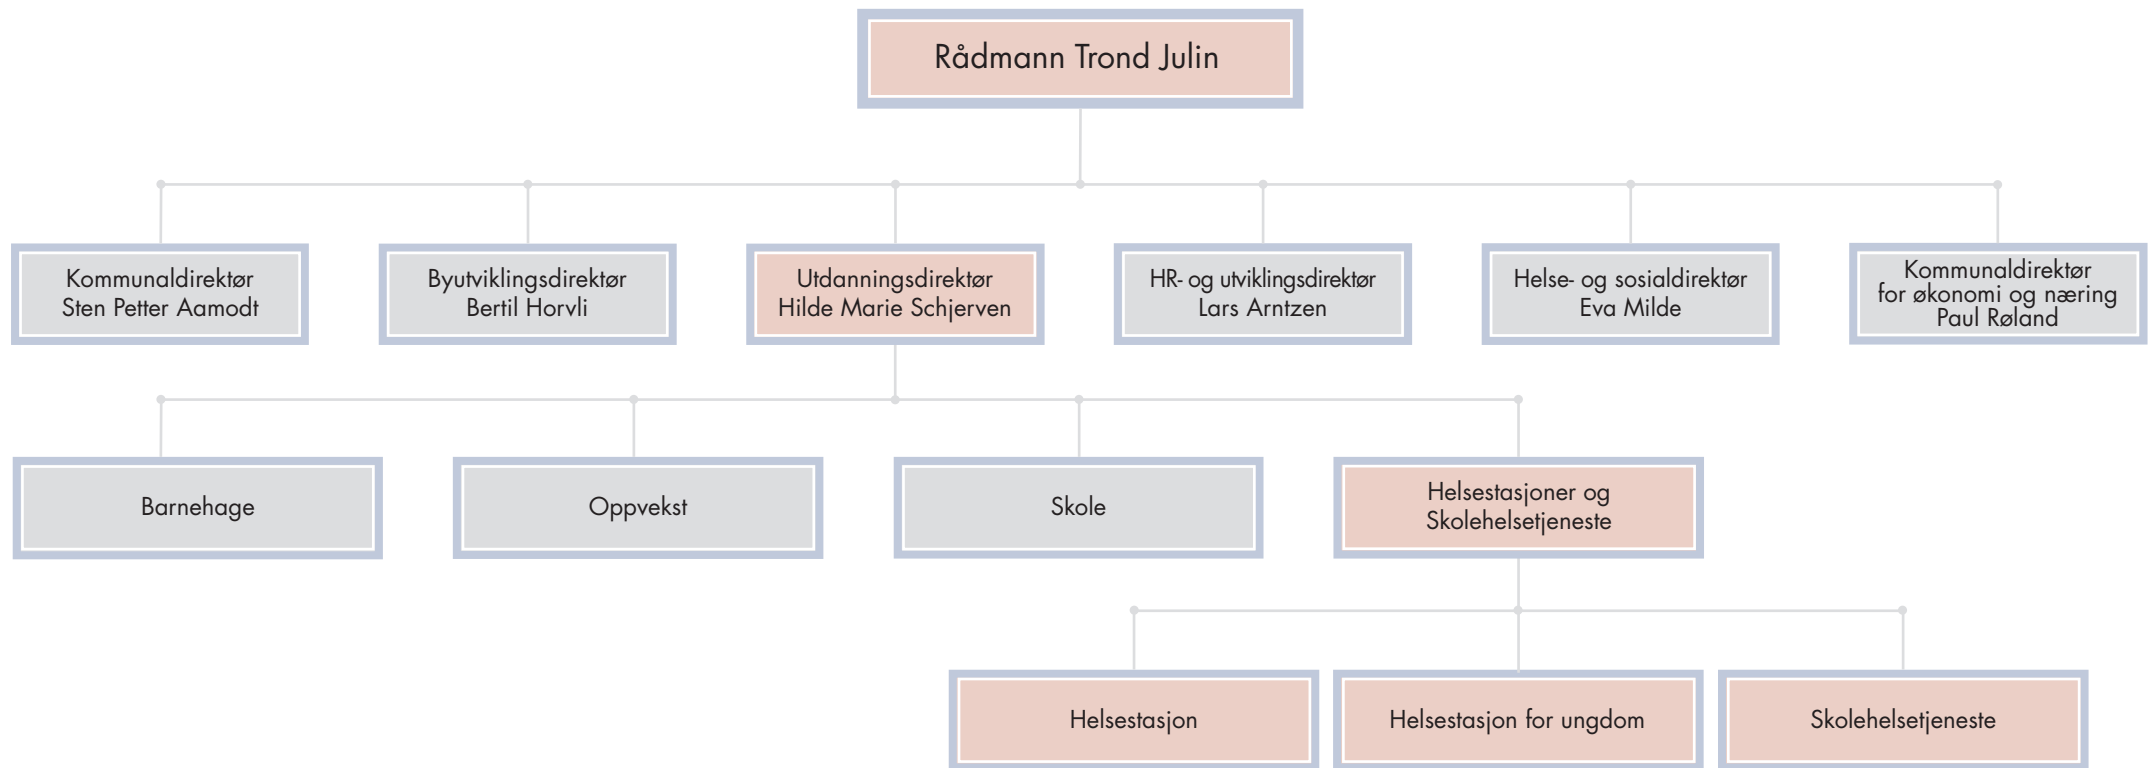 Rådmann Trond Julin
Kommunaldirektør
Sten Petter Aamodt
Byutviklingsdirektør
Bertil Horvli
Utdanningsdirektør
Hilde Marie Schjerven
HR- og utviklingsdirektør
Lars Arntzen
Helse- og sosialdirektør
Eva Milde
Kommunaldirektør
for økonomi og næring
Paul Røland
Barnehage
Oppvekst
Skole
Helsestasjoner og
Skolehelsetjeneste
Helsestasjon
Helsestasjon for ungdom
Skolehelsetjeneste